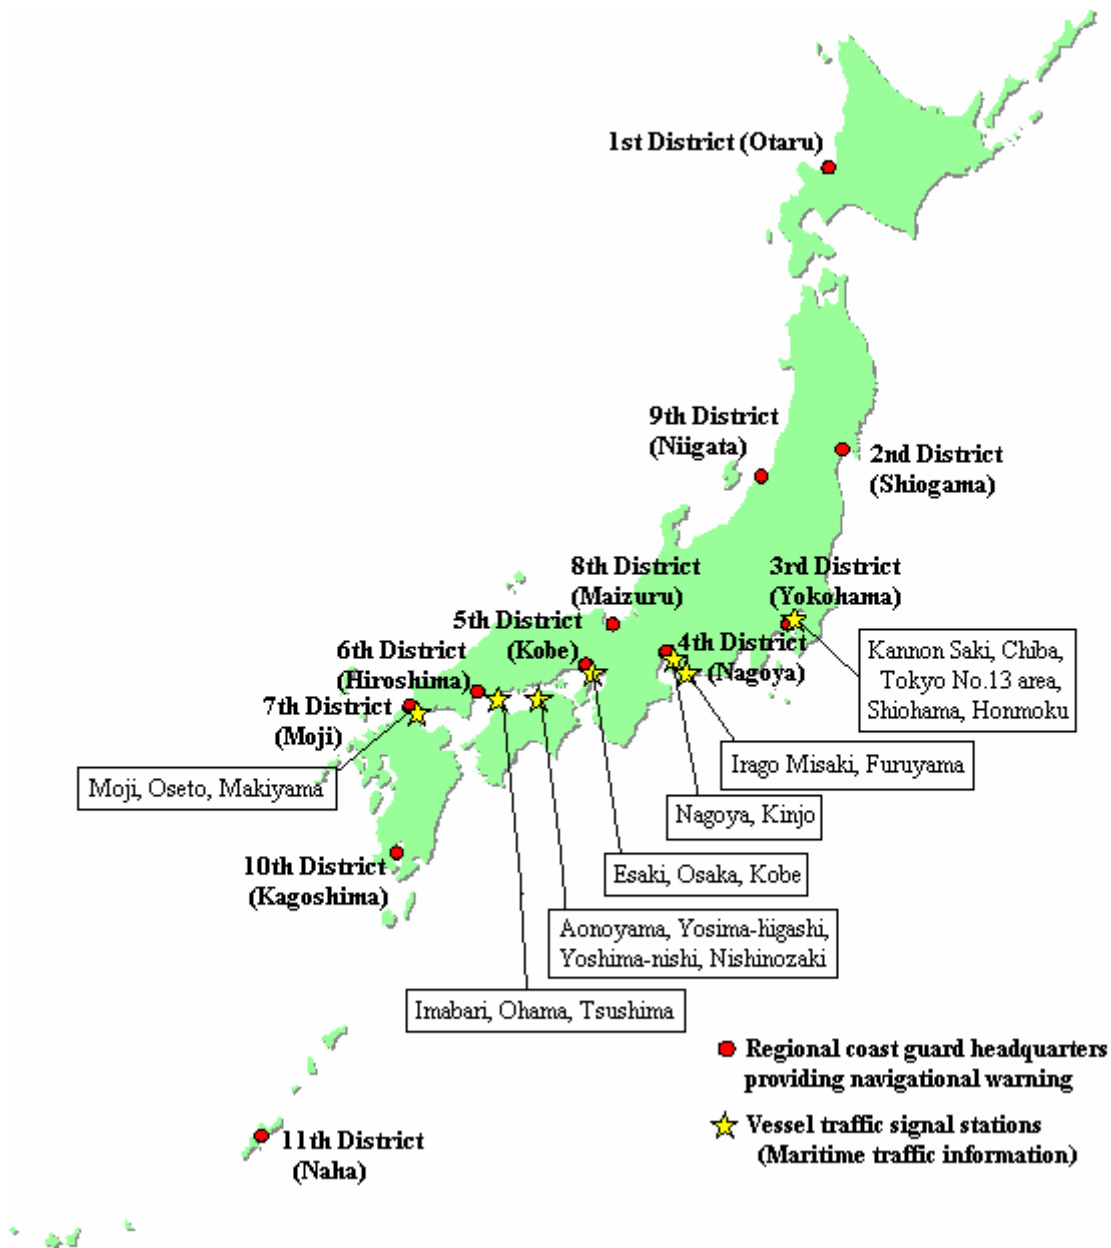 1st District (Otaru)
9th District
(Niigata)
2nd District
(Shiogama)
8th District
(Maizuru)
3rd District
(Yokohama)
5th District
(Kobe)
4th District
(Nagoya)
6th District
(Hiroshima)
7th District
(Moji)
Kannon Saki, Chiba,
Tokyo No.13 area,
Shiohama, Honmoku
Irago Misaki, Furuyama
Moji, Oseto, Makiyama
Nagoya, Kinjo
10th District
(Kagoshima)
Esaki, Osaka, Kobe
Aonoyama, Yosima-higashi,
Yoshima-nishi, Nishinozaki
Imabari, Ohama, Tsushima
Regional coast guard headquarters
providing navigational warning
Vessel traffic signal stations
(Maritime traffic information)
11th District
(Naha)